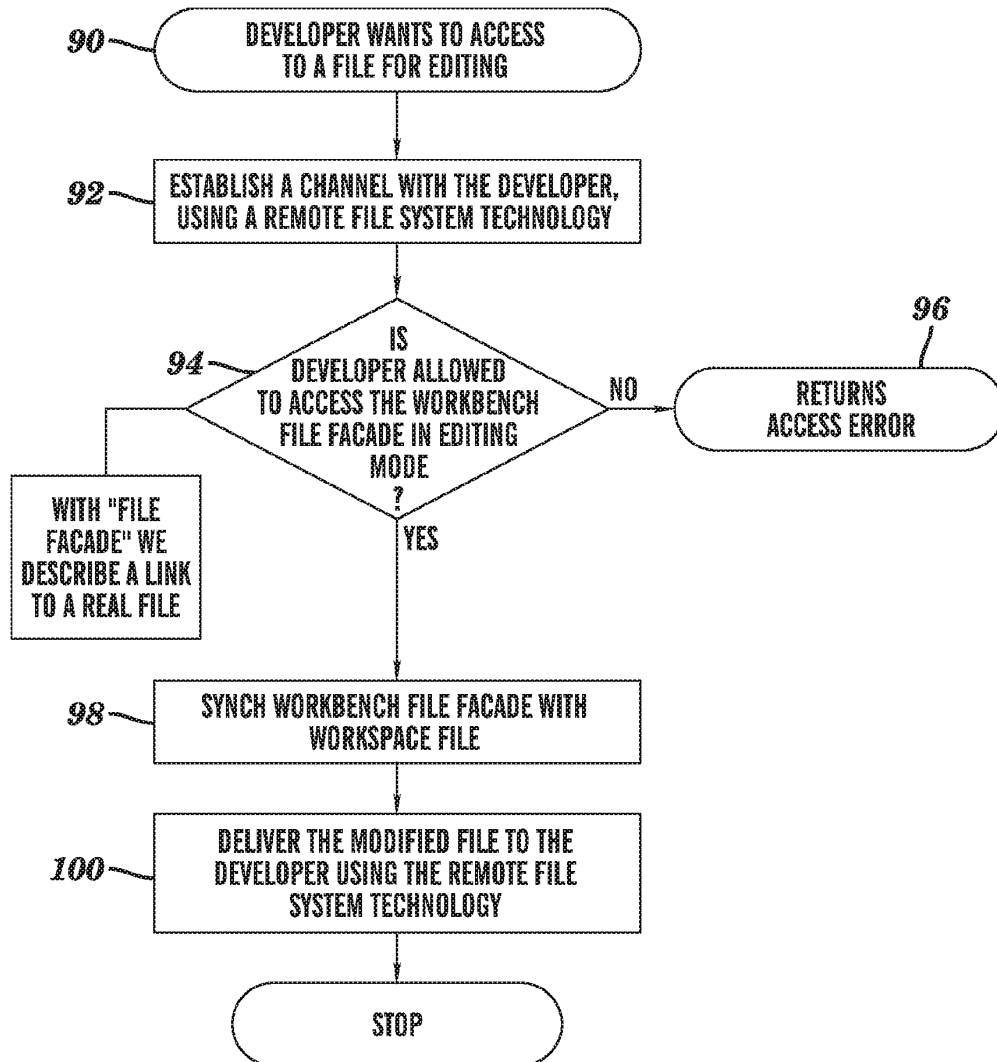 90
DEVELOPER WANTS TO ACCESS
TO A FILE FOR EDITING
92
ESTABLISH A CHANNEL WITH THE DEVELOPER,
USING A REMOTE FILE SYSTEM TECHNOLOGY
94
IS
DEVELOPER ALLOWED
TO ACCESS THE WORKBENCH
FILE FACADE IN EDITING
MODE
?
NO
96
RETURNS
ACCESS ERROR
WITH "FILE
FACADE" WE
DESCRIBE A LINK
TO A REAL FILE
YES
98
SYNCH WORKBENCH FILE FACADE WITH
WORKSPACE FILE
100
DELIVER THE MODIFIED FILE TO THE
DEVELOPER USING THE REMOTE FILE
SYSTEM TECHNOLOGY
STOP